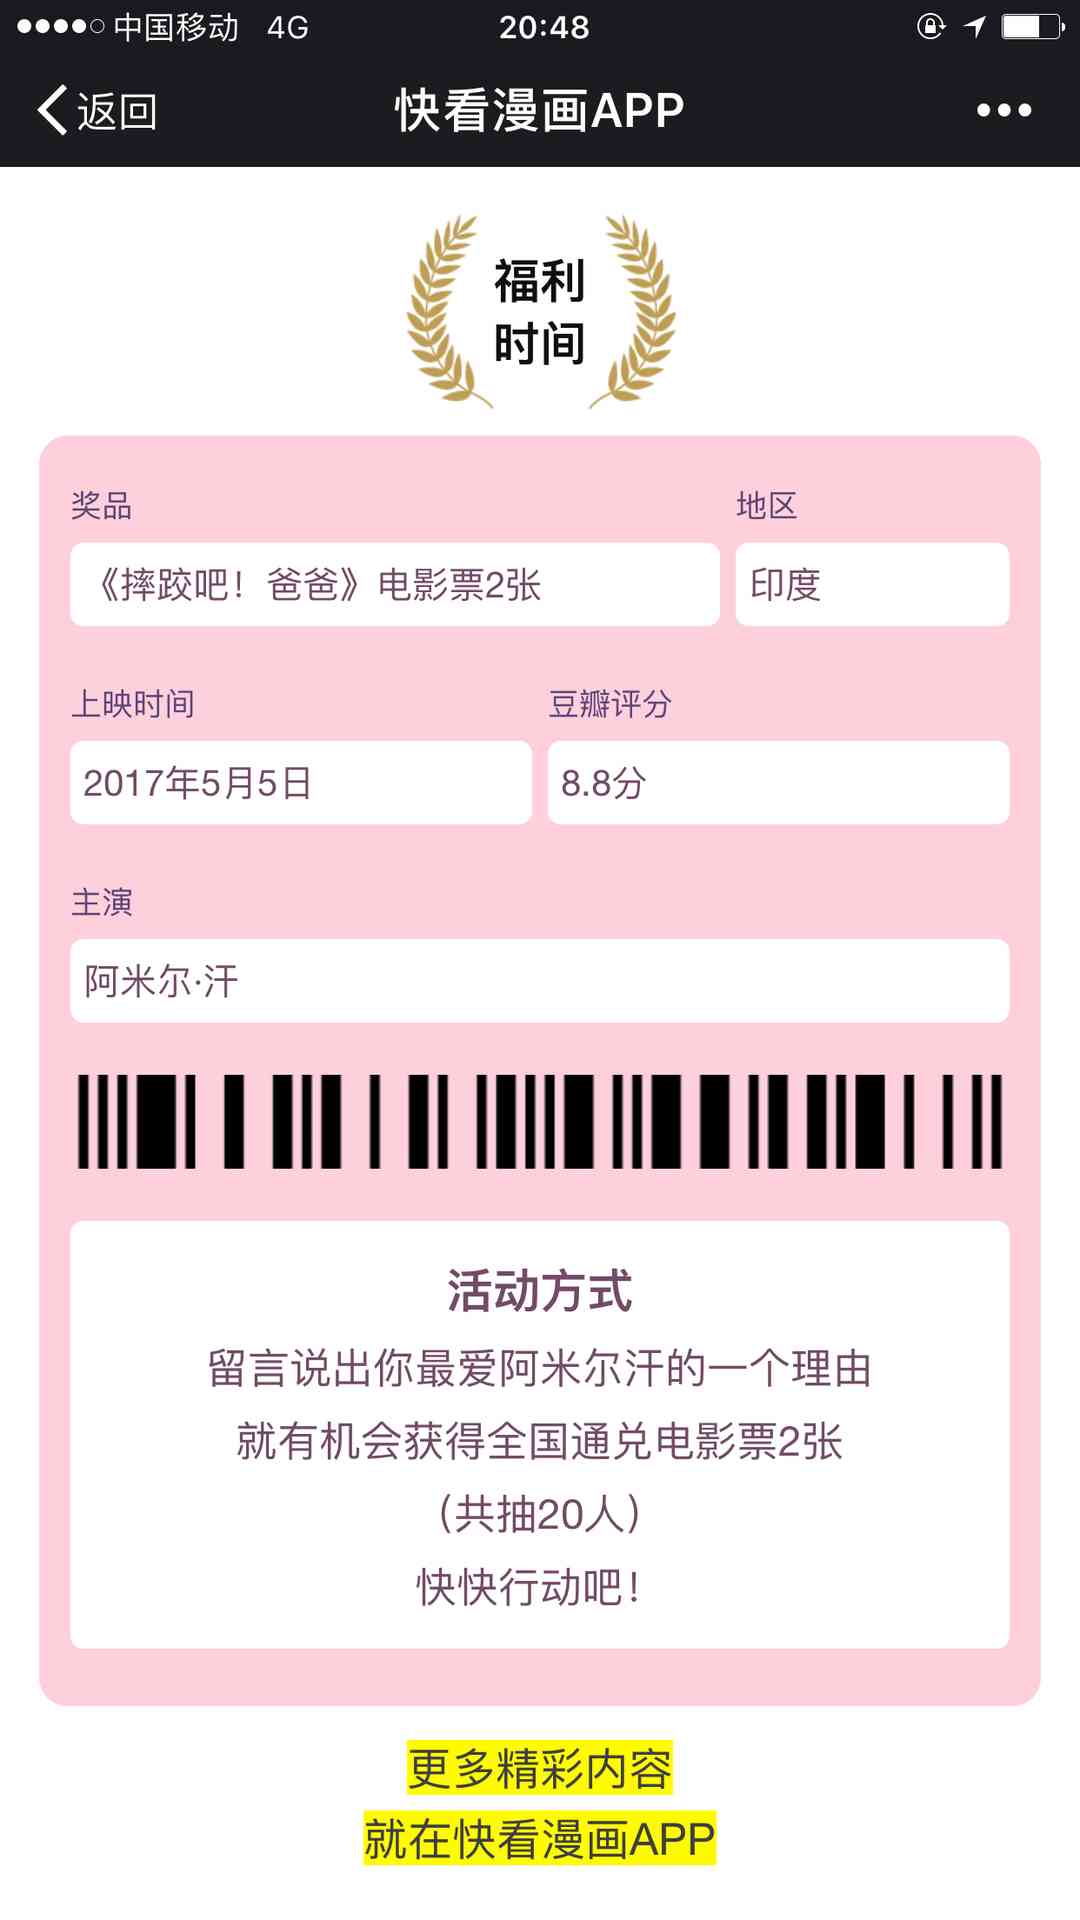 中国移动 4G 20:48
返回 快看漫画APP
福利
时间
奖品 地区
《摔跤吧！爸爸》电影票2张 印度
上映时间 豆瓣评分
2017年5月5日 8.8分
主演
阿米尔·汗
活动方式
留言说出你最爱阿米尔汗的一个理由
就有机会获得全国通兑电影票2张
（共抽20人）
快快行动吧！
更多精彩内容
就在快看漫画APP